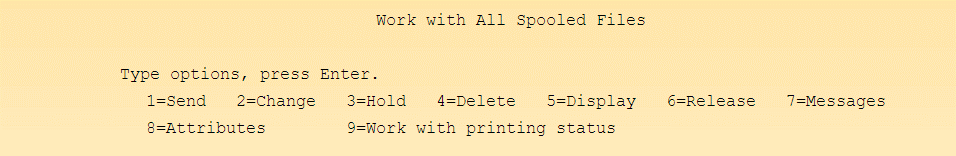 Work with All Spooled Files
Type options, press Enter.
1=Send 2=Change 3=Hold 4=Delete 5=Display 6=Release 7=Messages
8=Attributes 9=Work with printing status